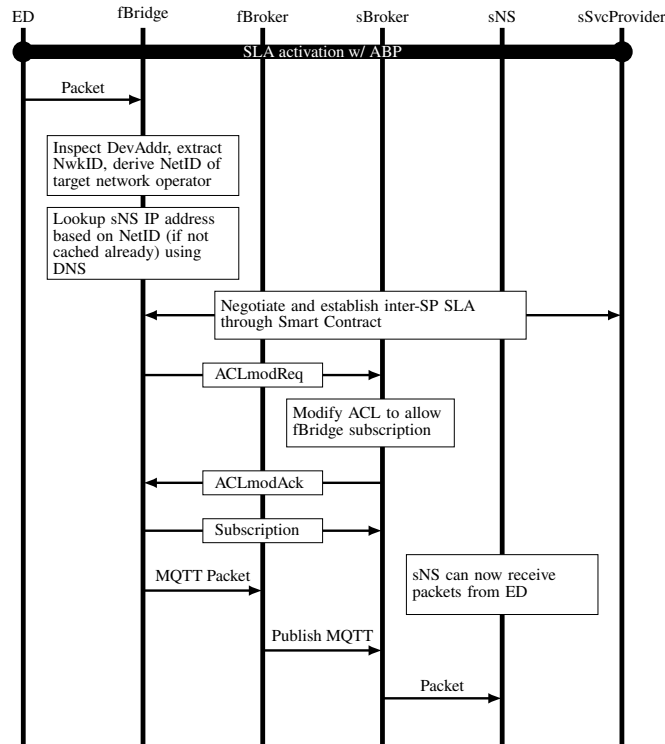 ED fBridge fBroker sBroker sNS sSvcProvider
SLA activation w/ ABP
Packet
Inspect DevAddr, extract
NwkID, derive NetID of
target network operator
Lookup sNS IP address
based on NetID (if not
cached already) using
DNS
Negotiate and establish inter-SP SLA
through Smart Contract
ACLmodReq
Modify ACL to allow
fBridge subscription
ACLmodAck
Subscription
MQTT Packet
sNS can now receive
packets from ED
Publish MQTT
Packet